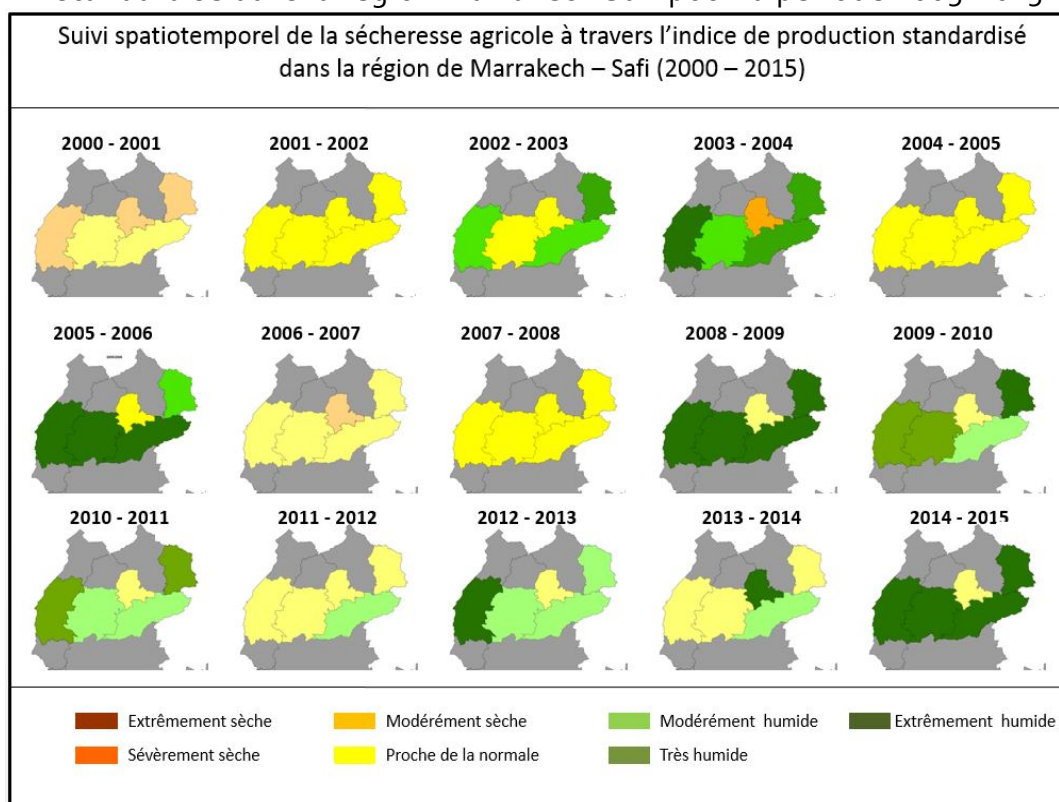 Suivi spatiotemporel de la sécheresse agricole à travers l'indice de production standardisé
dans la région de Marrakech – Safi (2000 – 2015)
2000 - 2001
2001 - 2002
2002 - 2003
2003 - 2004
2004 - 2005
2005 - 2006
2006 - 2007
2007 - 2008
2008 - 2009
2009 - 2010
2010 - 2011
2011 - 2012
2012 - 2013
2013 - 2014
2014 - 2015
Extrêmement sèche
Modérément sèche
Modérément humide
Extrêmement humide
Sévèrement sèche
Proche de la normale
Très humide